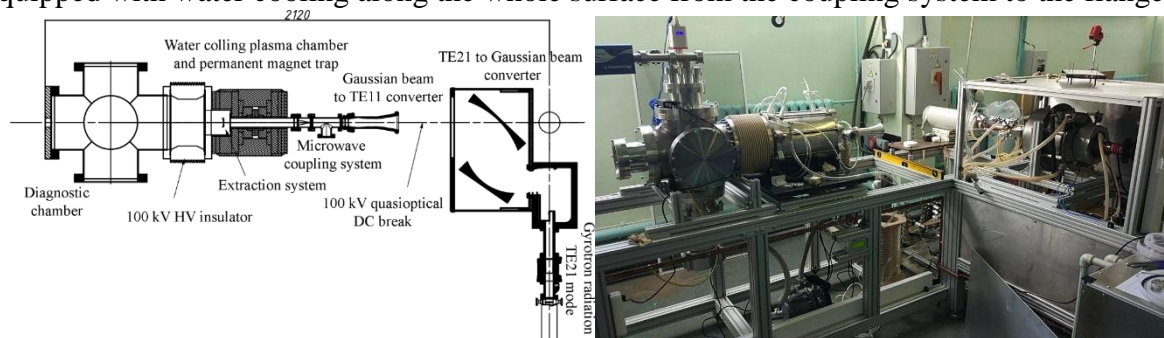 quipped with water cooling along the whole surface from the coupling system to the flange
2120
Water colling plasma chamber
and permanent magnet trap
TE21 to Gaussian beam
converter
Gaussian beam
to TE11 converter
Microwave
coupling system
Extraction system
Diagnostic
chamber
100 kV HV insulator
100 kV quasioptical
DC break
Gyrotron radiation
TE21 mode